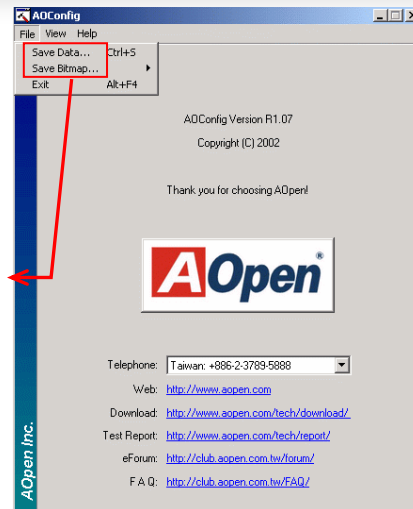 AOConfig
File View Help
Save Data... Ctrl+S
Save Bitmap...
Exit Alt+F4
AOConfig Version R1.07
Copyright (C) 2002
Thank you for choosing AOpen!
AOpen®
Telephone: Taiwan: +886-2-3789-5888
Web: http://www.aopen.com
Download: http://www.aopen.com/tech/download/
Test Report: http://www.aopen.com/tech/report/
eForum: http://club.aopen.com.tw/forum/
F A Q: http://club.aopen.com.tw/FAQ/
AOpen Inc.